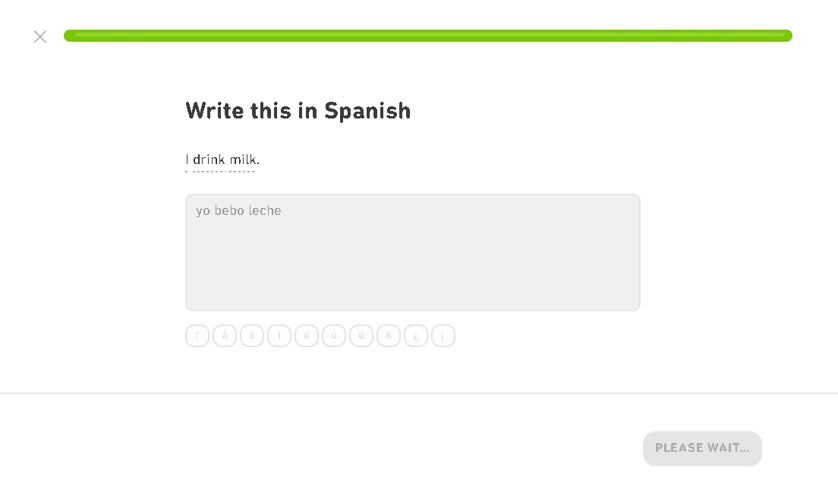 Write this in Spanish
I drink milk.
yo bebo leche
↑ á é í ó ú ü ñ ¿ ¡
PLEASE WAIT...